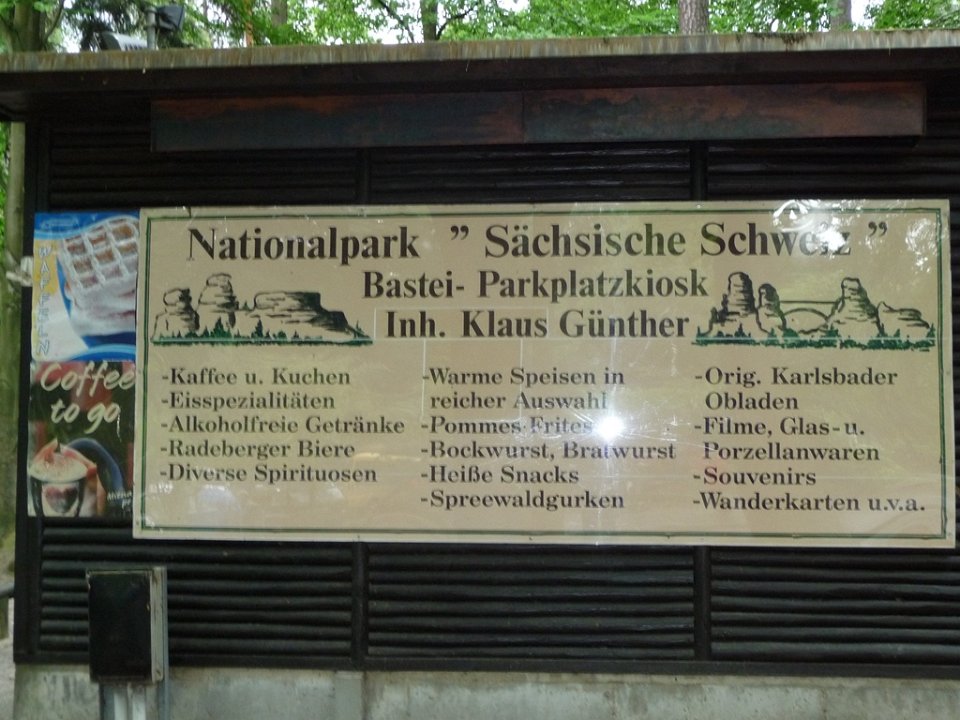 Nationalpark " Sächsische Schweiz "
Bastei- Parkplatzkiosk
Inh. Klaus Günther
-Kaffee u. Kuchen
-Eisspezialitäten
-Alkoholfreie Getränke
-Radeberger Biere
-Diverse Spirituosen
-Warme Speisen in
reicher Auswahl
-Pommes-Frites
-Bockwurst, Bratwurst
-Heiße Snacks
-Spreewaldgurken
-Orig. Karlsbader
Obladen
-Filme, Glas- u.
Porzellanwaren
-Souvenirs
-Wanderkarten u.v.a.
WAFFELN
Coffee
to go